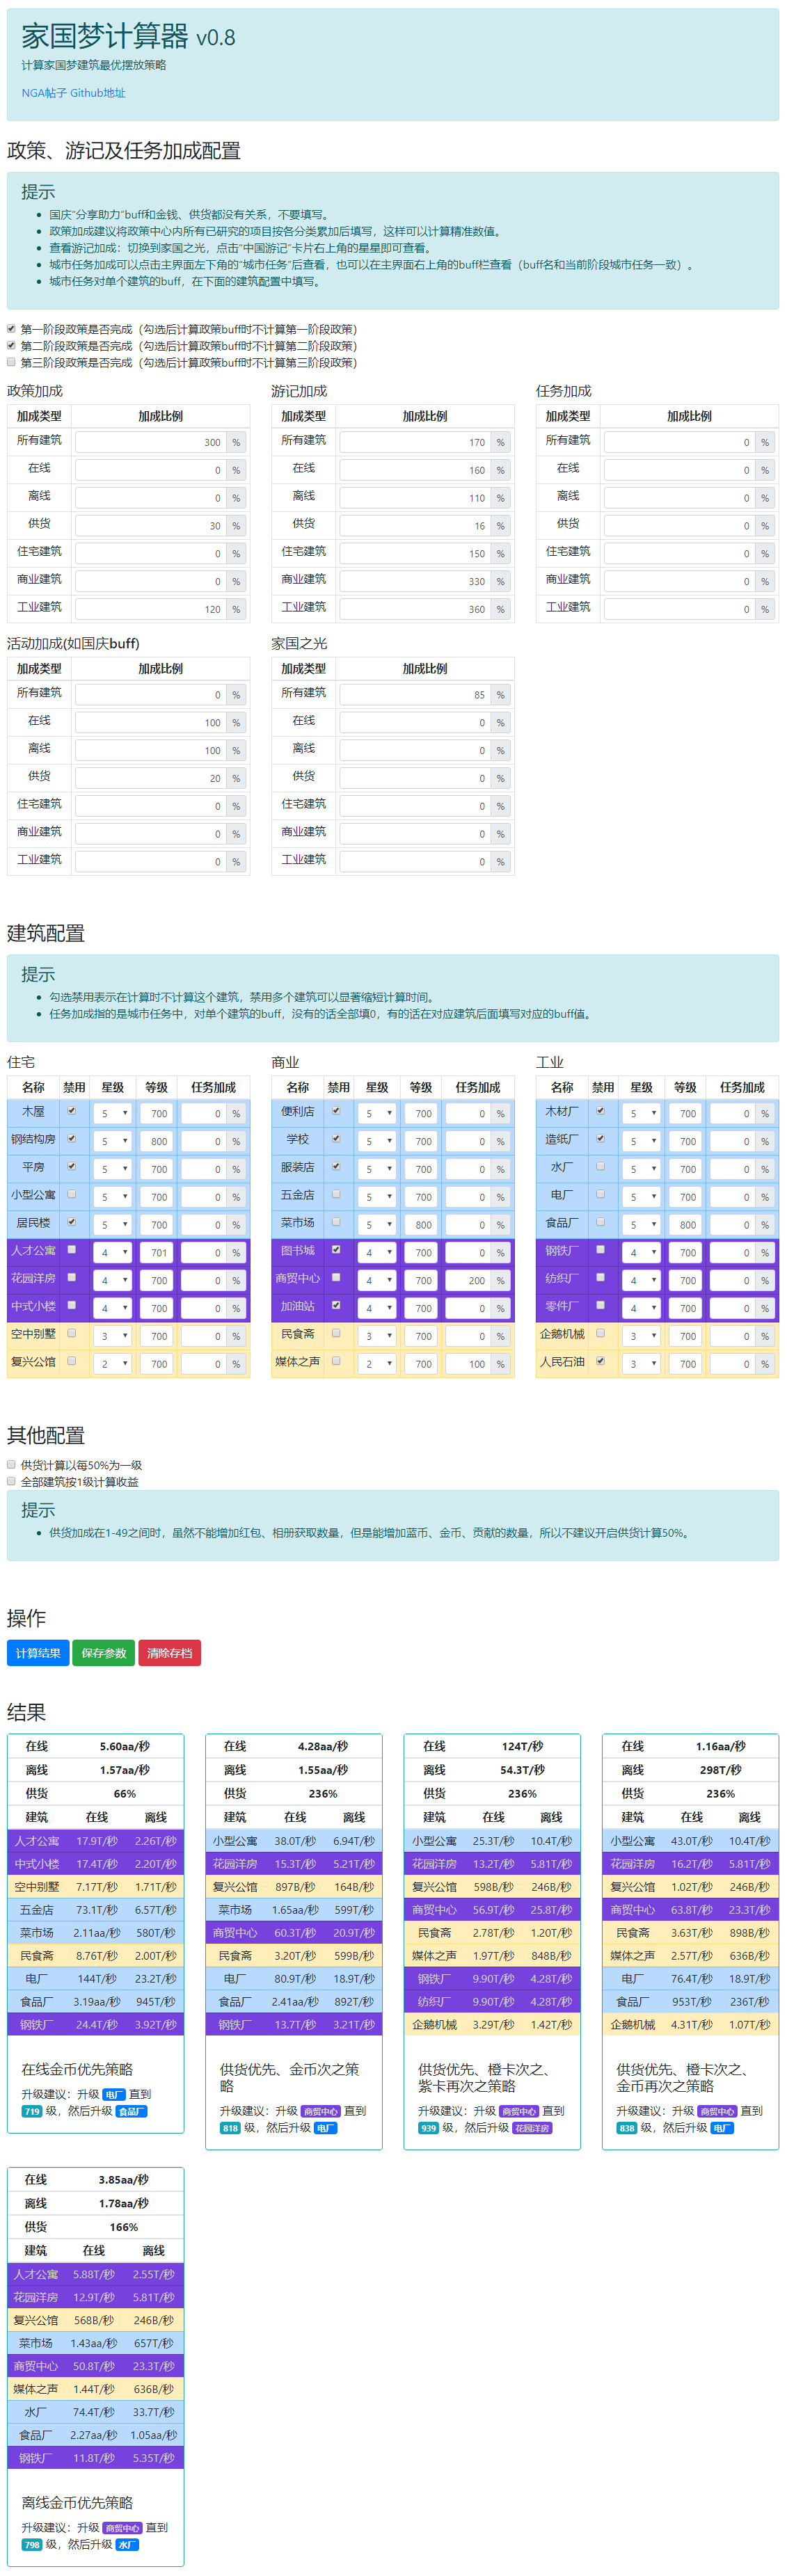 家国梦计算器 v0.8
计算家国梦建筑最优摆放策略
NGA帖子 Github地址
政策、游记及任务加成配置
提示
国庆"分享助力"buff和金钱、供货都没有关系，不要填写。
政策加成建议将政策中心内所有已研究的项目按各分类累加后填写，这样可以计算精准数值。
查看游记加成：切换到家国之光，点击"中国游记"卡片右上角的星星即可查看。
城市任务加成可以点击主界面左下角的"城市任务"后查看，也可以在主界面右上角的buff栏查看（buff名和当前阶段城市任务一致）。
城市任务对单个建筑的buff，在下面的建筑配置中填写。
第一阶段政策是否完成（勾选后计算政策buff时不计算第一阶段政策）
第二阶段政策是否完成（勾选后计算政策buff时不计算第二阶段政策）
第三阶段政策是否完成（勾选后计算政策buff时不计算第三阶段政策）
政策加成
加成类型 加成比例
所有建筑 300 %
在线 0 %
离线 0 %
供货 30 %
住宅建筑 0 %
商业建筑 0 %
工业建筑 120 %
游记加成
加成类型 加成比例
所有建筑 170 %
在线 160 %
离线 110 %
供货 16 %
住宅建筑 150 %
商业建筑 330 %
工业建筑 360 %
任务加成
加成类型 加成比例
所有建筑 0 %
在线 0 %
离线 0 %
供货 0 %
住宅建筑 0 %
商业建筑 0 %
工业建筑 0 %
活动加成(如国庆buff)
加成类型 加成比例
所有建筑 0 %
在线 100 %
离线 100 %
供货 20 %
住宅建筑 0 %
商业建筑 0 %
工业建筑 0 %
家国之光
加成类型 加成比例
所有建筑 85 %
在线 0 %
离线 0 %
供货 0 %
住宅建筑 0 %
商业建筑 0 %
工业建筑 0 %
建筑配置
提示
勾选禁用表示在计算时不计算这个建筑，禁用多个建筑可以显著缩短计算时间。
任务加成指的是城市任务中，对单个建筑的buff，没有的话全部填0，有的话在对应建筑后面填写对应的buff值。
住宅
名称 禁用 星级 等级 任务加成
木屋 5 700 0 %
钢结构房 5 800 0 %
平房 5 700 0 %
小型公寓 5 700 0 %
居民楼 5 700 0 %
人才公寓 4 701 0 %
花园洋房 4 700 0 %
中式小楼 4 700 0 %
空中别墅 3 700 0 %
复兴公馆 2 700 0 %
商业
名称 禁用 星级 等级 任务加成
便利店 5 700 0 %
学校 5 700 0 %
服装店 5 700 0 %
五金店 5 700 0 %
菜市场 5 800 0 %
图书城 4 700 0 %
商贸中心 4 700 200 %
加油站 4 700 0 %
民食斋 3 700 0 %
媒体之声 2 700 100 %
工业
名称 禁用 星级 等级 任务加成
木材厂 5 700 0 %
造纸厂 5 700 0 %
水厂 5 700 0 %
电厂 5 700 0 %
食品厂 5 800 0 %
钢铁厂 4 700 0 %
纺织厂 4 700 0 %
零件厂 4 700 0 %
企鹅机械 3 700 0 %
人民石油 3 700 0 %
其他配置
供货计算以每50%为一级
全部建筑按1级计算收益
提示
供货加成在1-49之间时，虽然不能增加红包、相册获取数量，但是能增加蓝币、金币、贡献的数量，所以不建议开启供货计算50%。
操作
计算结果 保存参数 清除存档
结果
在线 5.60aa/秒
离线 1.57aa/秒
供货 66%
建筑 在线 离线
人才公寓 17.9T/秒 2.26T/秒
中式小楼 17.4T/秒 2.20T/秒
空中别墅 7.17T/秒 1.71T/秒
五金店 73.1T/秒 6.57T/秒
菜市场 2.11aa/秒 580T/秒
民食斋 8.76T/秒 2.00T/秒
电厂 144T/秒 23.2T/秒
食品厂 3.19aa/秒 945T/秒
钢铁厂 24.4T/秒 3.92T/秒
在线金币优先策略
升级建议：升级 电厂 直到
719 级，然后升级 食品厂
在线 4.28aa/秒
离线 1.55aa/秒
供货 236%
建筑 在线 离线
小型公寓 38.0T/秒 6.94T/秒
花园洋房 15.3T/秒 5.21T/秒
复兴公馆 897B/秒 164B/秒
菜市场 1.65aa/秒 599T/秒
商贸中心 60.3T/秒 20.9T/秒
民食斋 3.20T/秒 599B/秒
电厂 80.9T/秒 18.9T/秒
食品厂 2.41aa/秒 892T/秒
钢铁厂 13.7T/秒 3.21T/秒
供货优先、金币次之策
略
升级建议：升级 商贸中心 直到
818 级，然后升级 电厂
在线 124T/秒
离线 54.3T/秒
供货 236%
建筑 在线 离线
小型公寓 25.3T/秒 10.4T/秒
花园洋房 13.2T/秒 5.81T/秒
复兴公馆 598B/秒 246B/秒
商贸中心 56.9T/秒 25.8T/秒
民食斋 2.78T/秒 1.20T/秒
媒体之声 1.97T/秒 848B/秒
钢铁厂 9.90T/秒 4.28T/秒
纺织厂 9.90T/秒 4.28T/秒
企鹅机械 3.29T/秒 1.42T/秒
供货优先、橙卡次之、
紫卡再次之策略
升级建议：升级 商贸中心 直到
939 级，然后升级 花园洋房
在线 1.16aa/秒
离线 298T/秒
供货 236%
建筑 在线 离线
小型公寓 43.0T/秒 10.4T/秒
花园洋房 16.2T/秒 5.81T/秒
复兴公馆 1.02T/秒 246B/秒
商贸中心 63.8T/秒 23.3T/秒
民食斋 3.63T/秒 898B/秒
媒体之声 2.57T/秒 636B/秒
电厂 76.4T/秒 18.9T/秒
食品厂 953T/秒 236T/秒
企鹅机械 4.31T/秒 1.07T/秒
供货优先、橙卡次之、
金币再次之策略
升级建议：升级 商贸中心 直到
838 级，然后升级 电厂
在线 3.85aa/秒
离线 1.78aa/秒
供货 166%
建筑 在线 离线
人才公寓 5.88T/秒 2.55T/秒
花园洋房 12.9T/秒 5.81T/秒
复兴公馆 568B/秒 246B/秒
菜市场 1.43aa/秒 657T/秒
商贸中心 50.8T/秒 23.3T/秒
媒体之声 1.44T/秒 636B/秒
水厂 74.4T/秒 33.7T/秒
食品厂 2.27aa/秒 1.05aa/秒
钢铁厂 11.8T/秒 5.35T/秒
离线金币优先策略
升级建议：升级 商贸中心 直到
798 级，然后升级 水厂